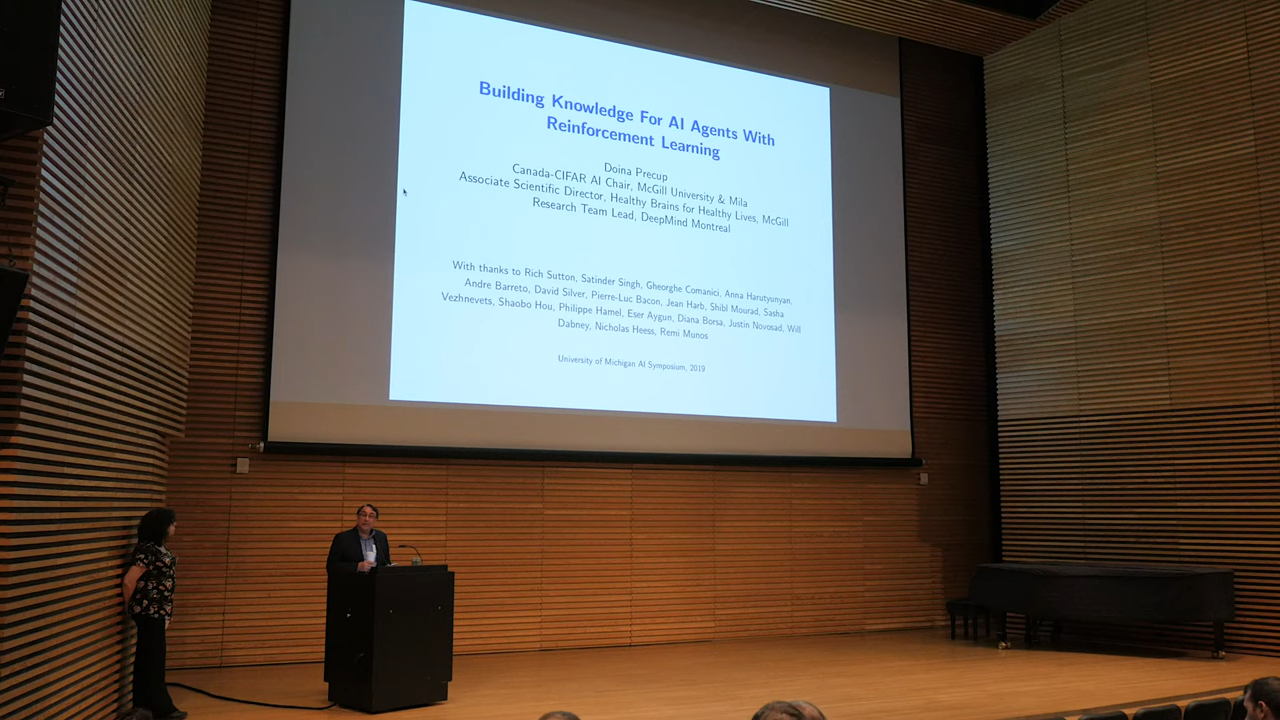 Building Knowledge For AI Agents With
Reinforcement Learning
Doina Precup
Canada-CIFAR AI Chair, McGill University & Mila
Associate Scientific Director, Healthy Brains for Healthy Lives, McGill
Research Team Lead, DeepMind Montreal
With thanks to Rich Sutton, Satinder Singh, Gheorghe Comanici, Anna Harutyunyan,
Andre Barreto, David Silver, Pierre-Luc Bacon, Jean Harb, Shibl Mourad, Sasha
Vezhnevets, Shaobo Hou, Philippe Hamel, Eser Aygun, Diana Borsa, Justin Novosad, Will
Dabney, Nicholas Heess, Remi Munos
University of Michigan AI Symposium, 2019